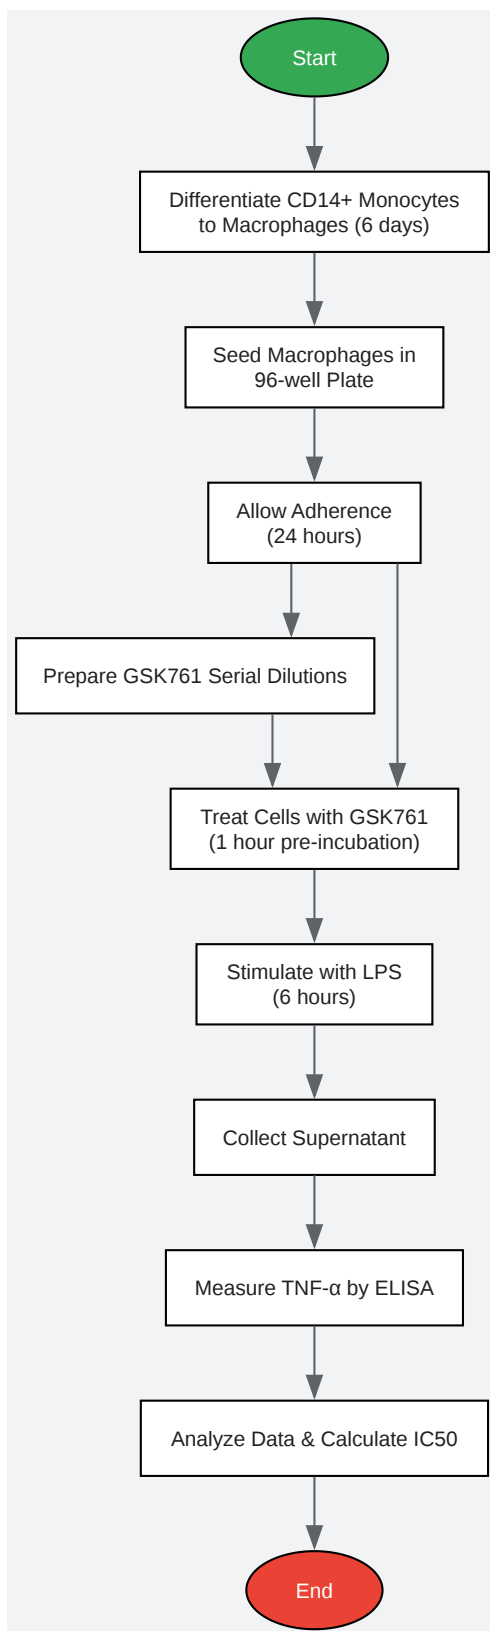 Start
Differentiate CD14+ Monocytes
to Macrophages (6 days)
Seed Macrophages in
96-well Plate
Allow Adherence
(24 hours)
Prepare GSK761 Serial Dilutions
Treat Cells with GSK761
(1 hour pre-incubation)
Stimulate with LPS
(6 hours)
Collect Supernatant
Measure TNF-α by ELISA
Analyze Data & Calculate IC50
End